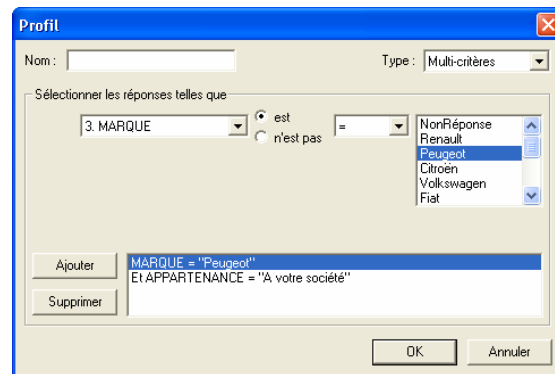 Profil
Nom :
Type : Multi-critères
Sélectionner les réponses telles que
3. MARQUE
est
n'est pas
=
NonRéponse
Renault
Peugeot
Citroën
Volkswagen
Fiat
Ajouter
Supprimer
MARQUE = "Peugeot"
Et APPARTENANCE = "A votre société"
OK
Annuler